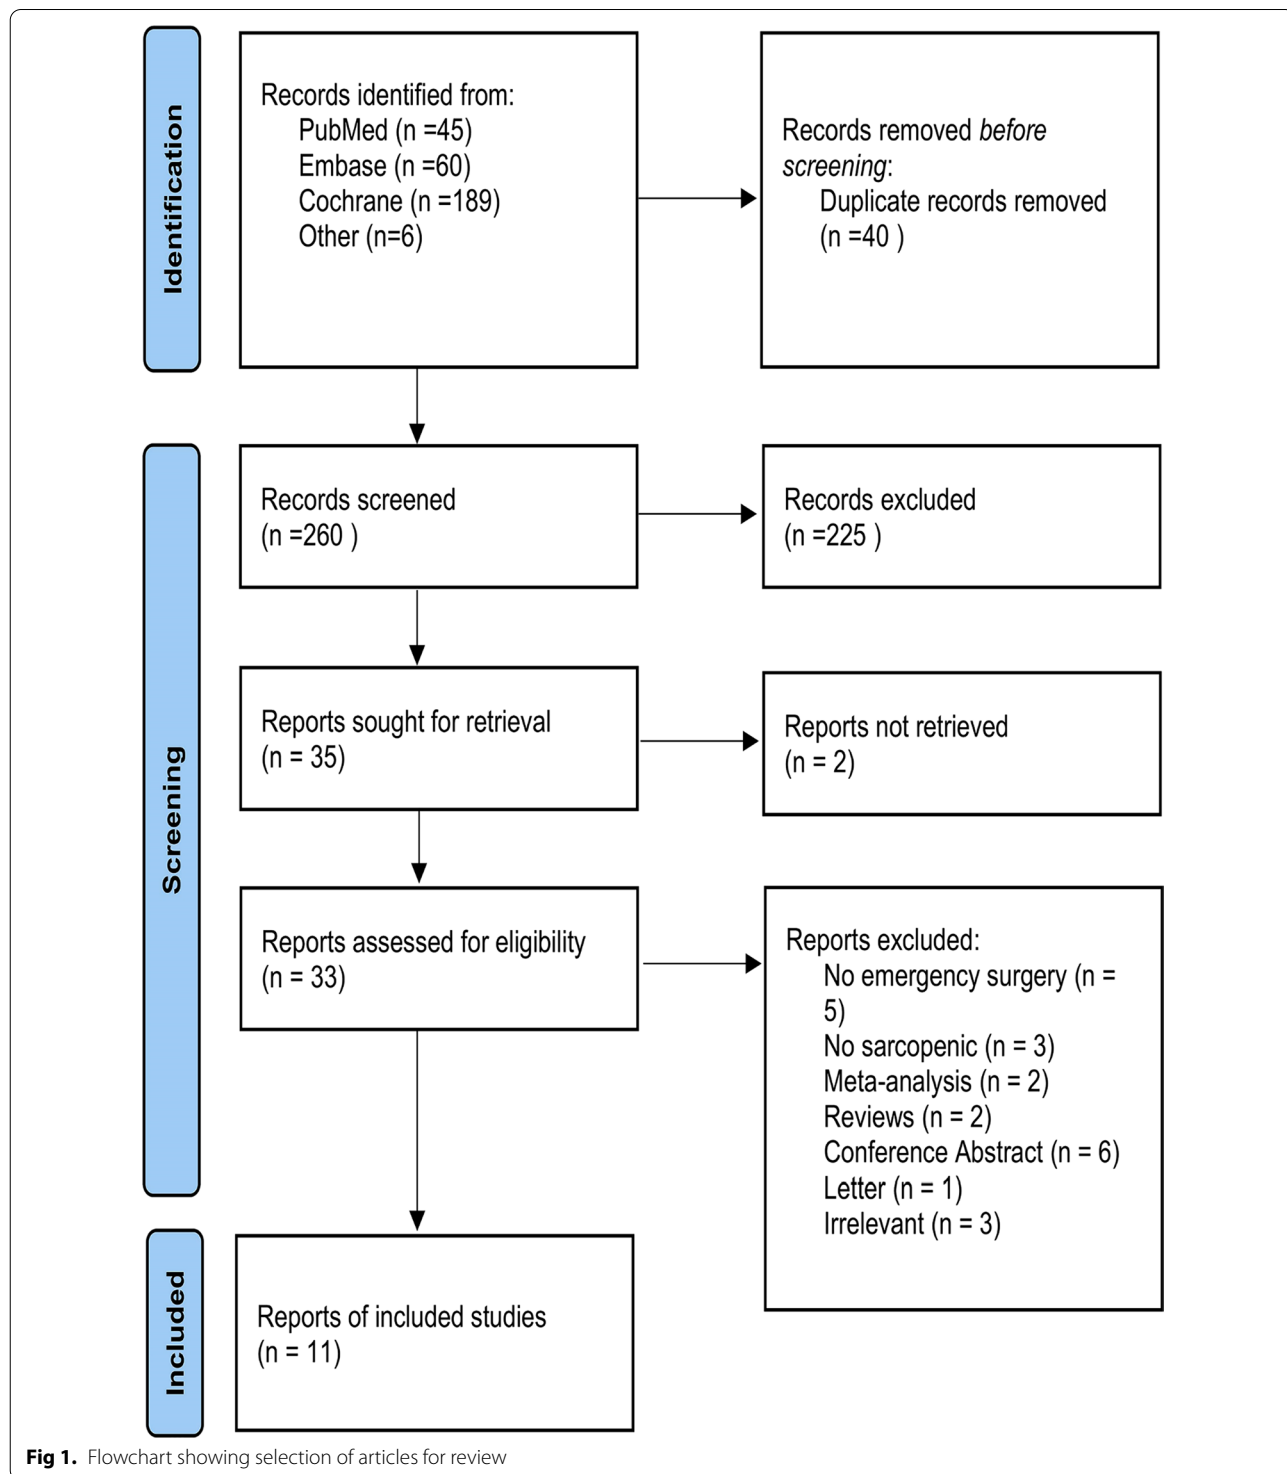 Identification
Records identified from:
PubMed (n =45)
Embase (n =60)
Cochrane (n =189)
Other (n=6)
Records removed before
screening:
Duplicate records removed
(n =40 )
Screening
Records screened
(n =260 )
Records excluded
(n =225 )
Reports sought for retrieval
(n = 35)
Reports not retrieved
(n = 2)
Reports assessed for eligibility
(n = 33)
Reports excluded:
No emergency surgery (n =
5)
No sarcopenic (n = 3)
Meta-analysis (n = 2)
Reviews (n = 2)
Conference Abstract (n = 6)
Letter (n = 1)
Irrelevant (n = 3)
Included
Reports of included studies
(n = 11)
Fig 1. Flowchart showing selection of articles for review